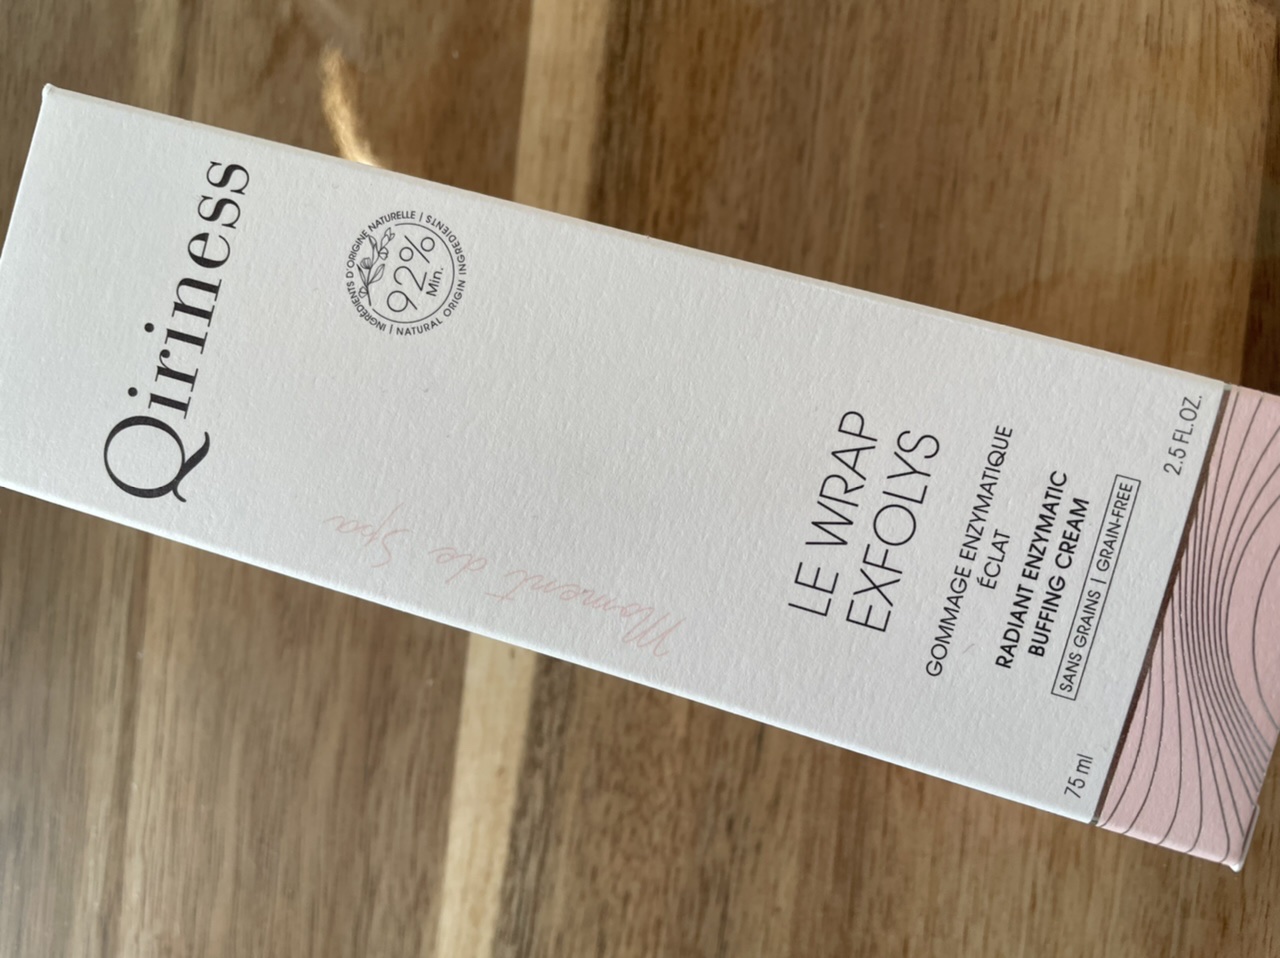 Qiriness
INGRÉDIENTS D'ORIGINE NATURELLE | NATURAL ORIGIN INGREDIENTS |
92%
Min.
Moment de Spa
LE WRAP
EXFOLYS
GOMMAGE ENZYMATIQUE
ÉCLAT
RADIANT ENZYMATIC
BUFFING CREAM
SANS GRAINS | GRAIN-FREE
75 ml 2.5 FL.OZ.